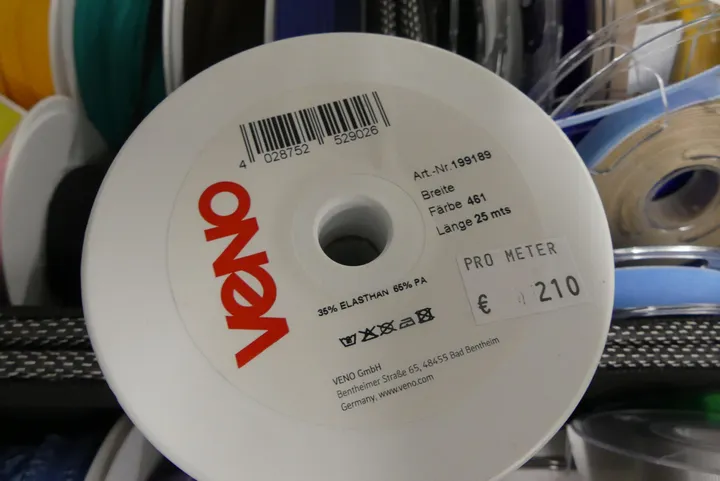 4 028752 529026
VENO
Art.-Nr. 199189
Breite
Färbe 461
Länge 25 mts
PRO METER
€ 210
35% ELASTHAN 65% PA
VENO GmbH
Bentheimer Straße 65, 48455 Bad Bentheim
Germany, www.veno.com